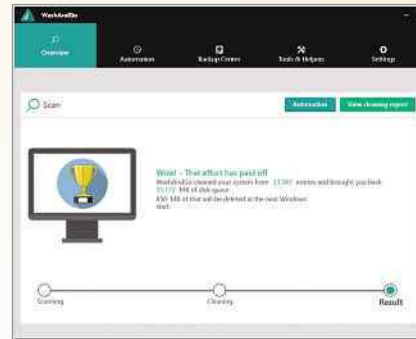 WashAndGo
Overview
Automation
Backup Center
Tools & Helpers
Settings
Scan
Automation
View cleaning report
Wow! – That effort has paid off
WashAndGo cleaned your system from entries and brought you back
MB of disk space
850 MB of that will be deleted at the next Windows
start.
Scanning
Cleaning
Result